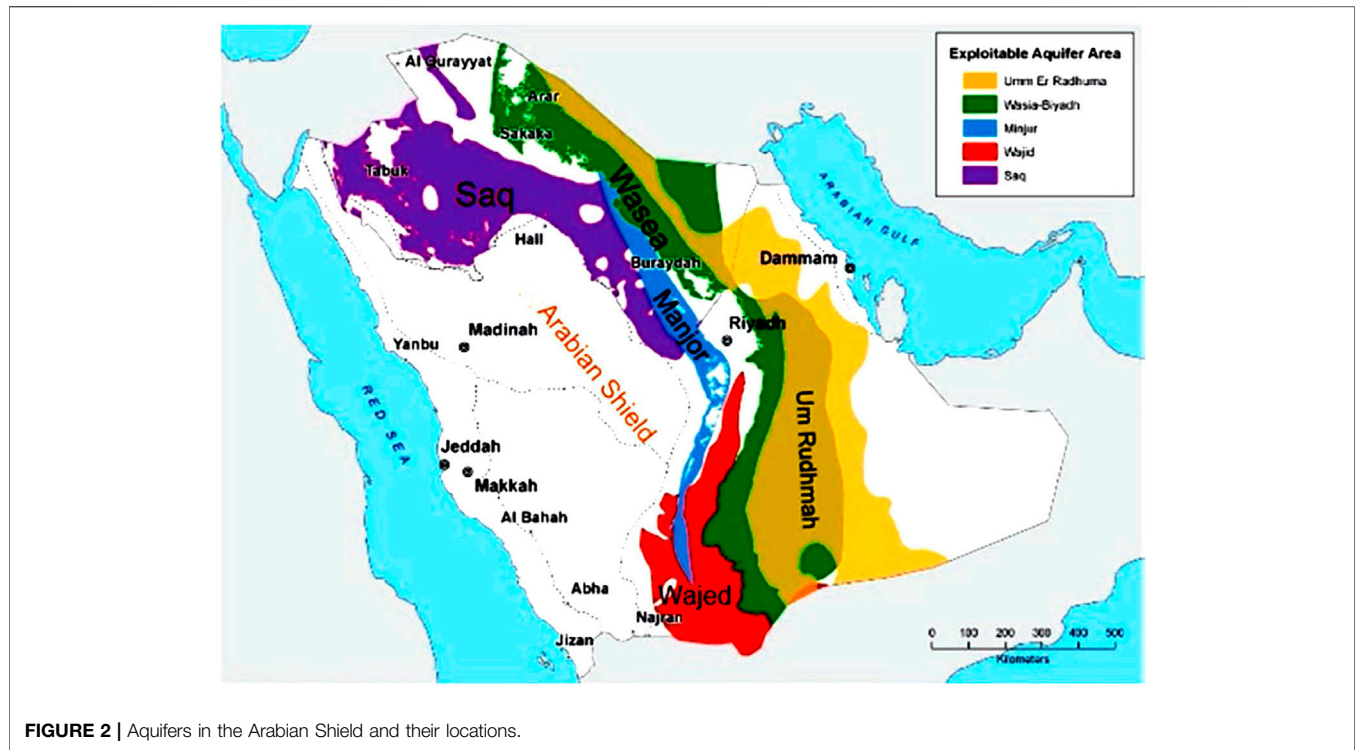 Exploitable Aquifer Area
Umm Er Radhuma
Wasia-Biyadh
Minjur
Wajid
Saq
Al Qurayyat
Arar
Sakaka
Tabuk
Saq
Wasea
Hail
Buraydah
Dammam
ARABIAN GULF
Manjor
Riyadh
Madinah
Yanbu
Arabian Shield
RED SEA
Jeddah
Makkah
Um Rudhmah
Al Bahah
Abha
Wajed
Najran
Jizan
0 100 200 300 400 500
Kilometers
FIGURE 2 | Aquifers in the Arabian Shield and their locations.